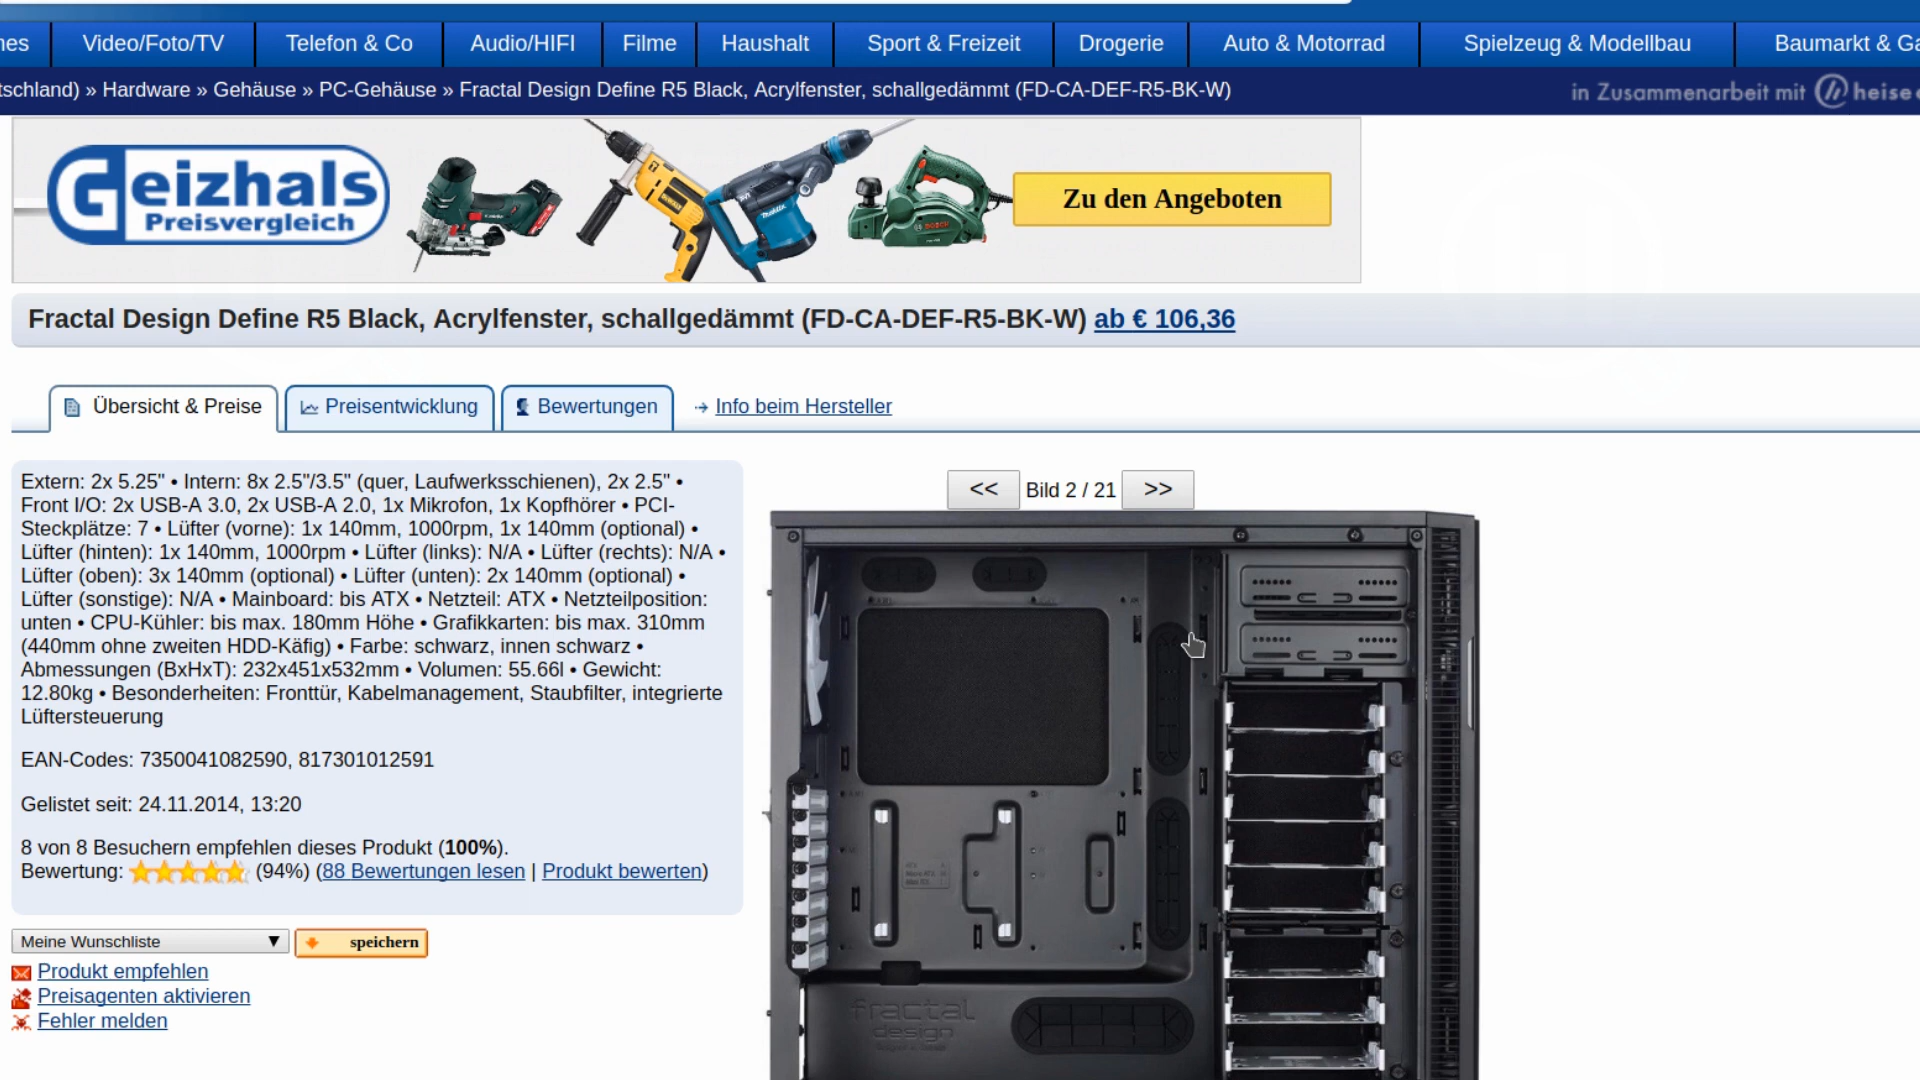 nes Video/Foto/TV Telefon & Co Audio/HIFI Filme Haushalt Sport & Freizeit Drogerie Auto & Motorrad Spielzeug & Modellbau Baumarkt & Ga
tschland) » Hardware » Gehäuse » PC-Gehäuse » Fractal Design Define R5 Black, Acrylfenster, schallgedämmt (FD-CA-DEF-R5-BK-W) in Zusammenarbeit mit heise
Geizhals
Preisvergleich
Zu den Angeboten
Fractal Design Define R5 Black, Acrylfenster, schallgedämmt (FD-CA-DEF-R5-BK-W) ab € 106,36
Übersicht & Preise Preisentwicklung Bewertungen Info beim Hersteller
Extern: 2x 5.25" • Intern: 8x 2.5"/3.5" (quer, Laufwerksschienen), 2x 2.5" •
Front I/O: 2x USB-A 3.0, 2x USB-A 2.0, 1x Mikrofon, 1x Kopfhörer • PCI-
Steckplätze: 7 • Lüfter (vorne): 1x 140mm, 1000rpm, 1x 140mm (optional) •
Lüfter (hinten): 1x 140mm, 1000rpm • Lüfter (links): N/A • Lüfter (rechts): N/A •
Lüfter (oben): 3x 140mm (optional) • Lüfter (unten): 2x 140mm (optional) •
Lüfter (sonstige): N/A • Mainboard: bis ATX • Netzteil: ATX • Netzteilposition:
unten • CPU-Kühler: bis max. 180mm Höhe • Grafikkarten: bis max. 310mm
(440mm ohne zweiten HDD-Käfig) • Farbe: schwarz, innen schwarz •
Abmessungen (BxHxT): 232x451x532mm • Volumen: 55.66l • Gewicht:
12.80kg • Besonderheiten: Fronttür, Kabelmanagement, Staubfilter, integrierte
Lüftersteuerung
EAN-Codes: 7350041082590, 817301012591
Gelistet seit: 24.11.2014, 13:20
8 von 8 Besuchern empfehlen dieses Produkt (100%).
Bewertung: (94%) (88 Bewertungen lesen | Produkt bewerten)
Meine Wunschliste speichern
Produkt empfehlen
Preisagenten aktivieren
Fehler melden
<< Bild 2 / 21 >>
fractal
design